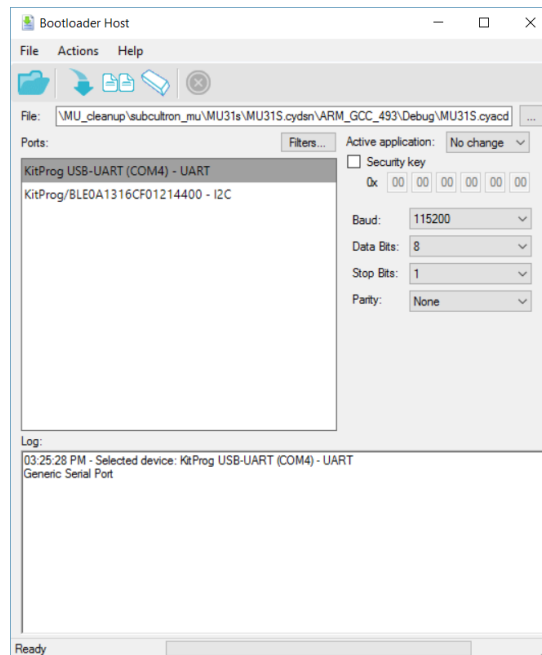 Bootloader Host
File Actions Help
File: \MU_cleanup\subcultron_mu\MU31s\MU31S.cydsn\ARM_GCC_493\Debug\MU31S.cyacd ...
Ports: Filters...
KitProg USB-UART (COM4) - UART
KitProg/BLE0A1316CF01214400 - I2C
Active application: No change
Security key
0x 00 00 00 00 00 00
Baud: 115200
Data Bits: 8
Stop Bits: 1
Parity: None
Log:
03:25:28 PM - Selected device: KitProg USB-UART (COM4) - UART
Generic Serial Port
Ready